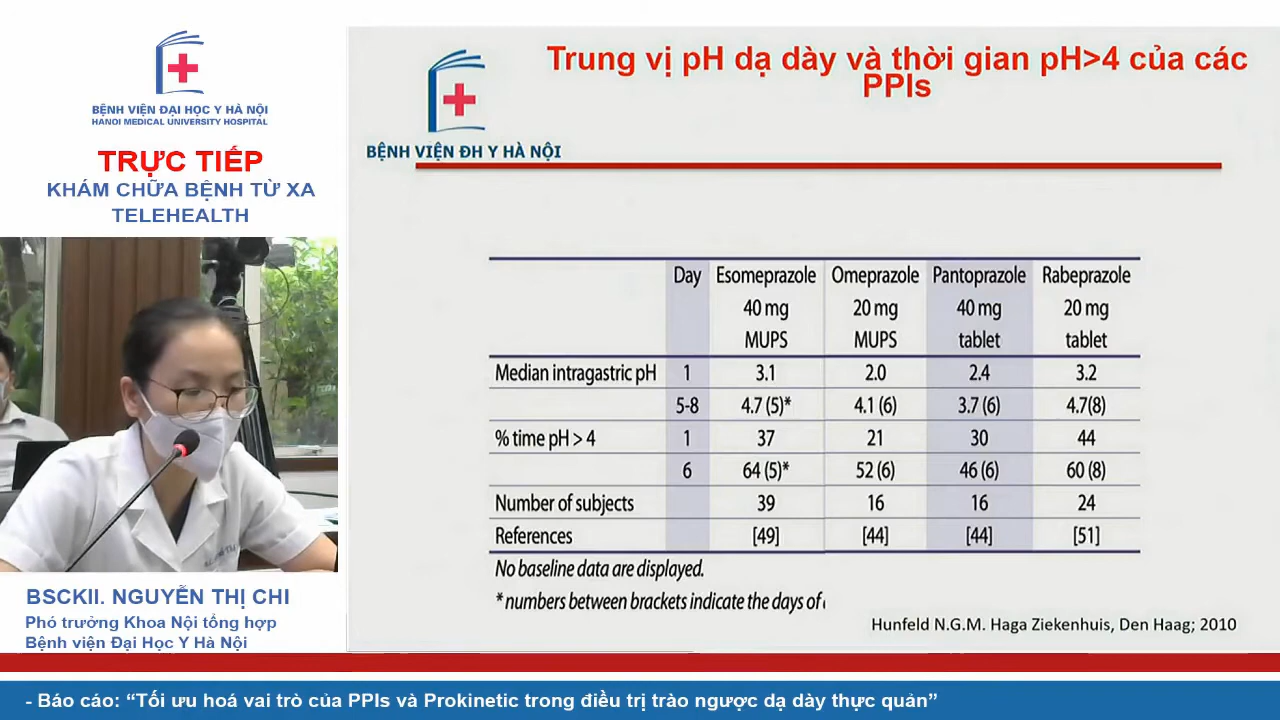 BỆNH VIỆN ĐẠI HỌC Y HÀ NỘI
HANOI MEDICAL UNIVERSITY HOSPITAL
TRỰC TIẾP
KHÁM CHỮA BỆNH TỪ XA
TELEHEALTH
BSCKII. NGUYỄN THỊ CHI
Phó trưởng Khoa Nội tổng hợp
Bệnh viện Đại Học Y Hà Nội
Trung vị pH dạ dày và thời gian pH>4 của các
PPIs
BỆNH VIỆN ĐH Y HÀ NỘI
Day Esomeprazole Omeprazole Pantoprazole Rabeprazole
40 mg 20 mg 40 mg 20 mg
MUPS MUPS tablet tablet
Median intragastric pH 1 3.1 2.0 2.4 3.2
5-8 4.7 (5)* 4.1 (6) 3.7 (6) 4.7(8)
% time pH > 4 1 37 21 30 44
6 64 (5)* 52 (6) 46 (6) 60 (8)
Number of subjects 39 16 16 24
References [49] [44] [44] [51]
No baseline data are displayed.
* numbers between brackets indicate the days of
Hunfeld N.G.M. Haga Ziekenhuis, Den Haag; 2010
- Báo cáo: “Tối ưu hoá vai trò của PPIs và Prokinetic trong điều trị trào ngược dạ dày thực quản”